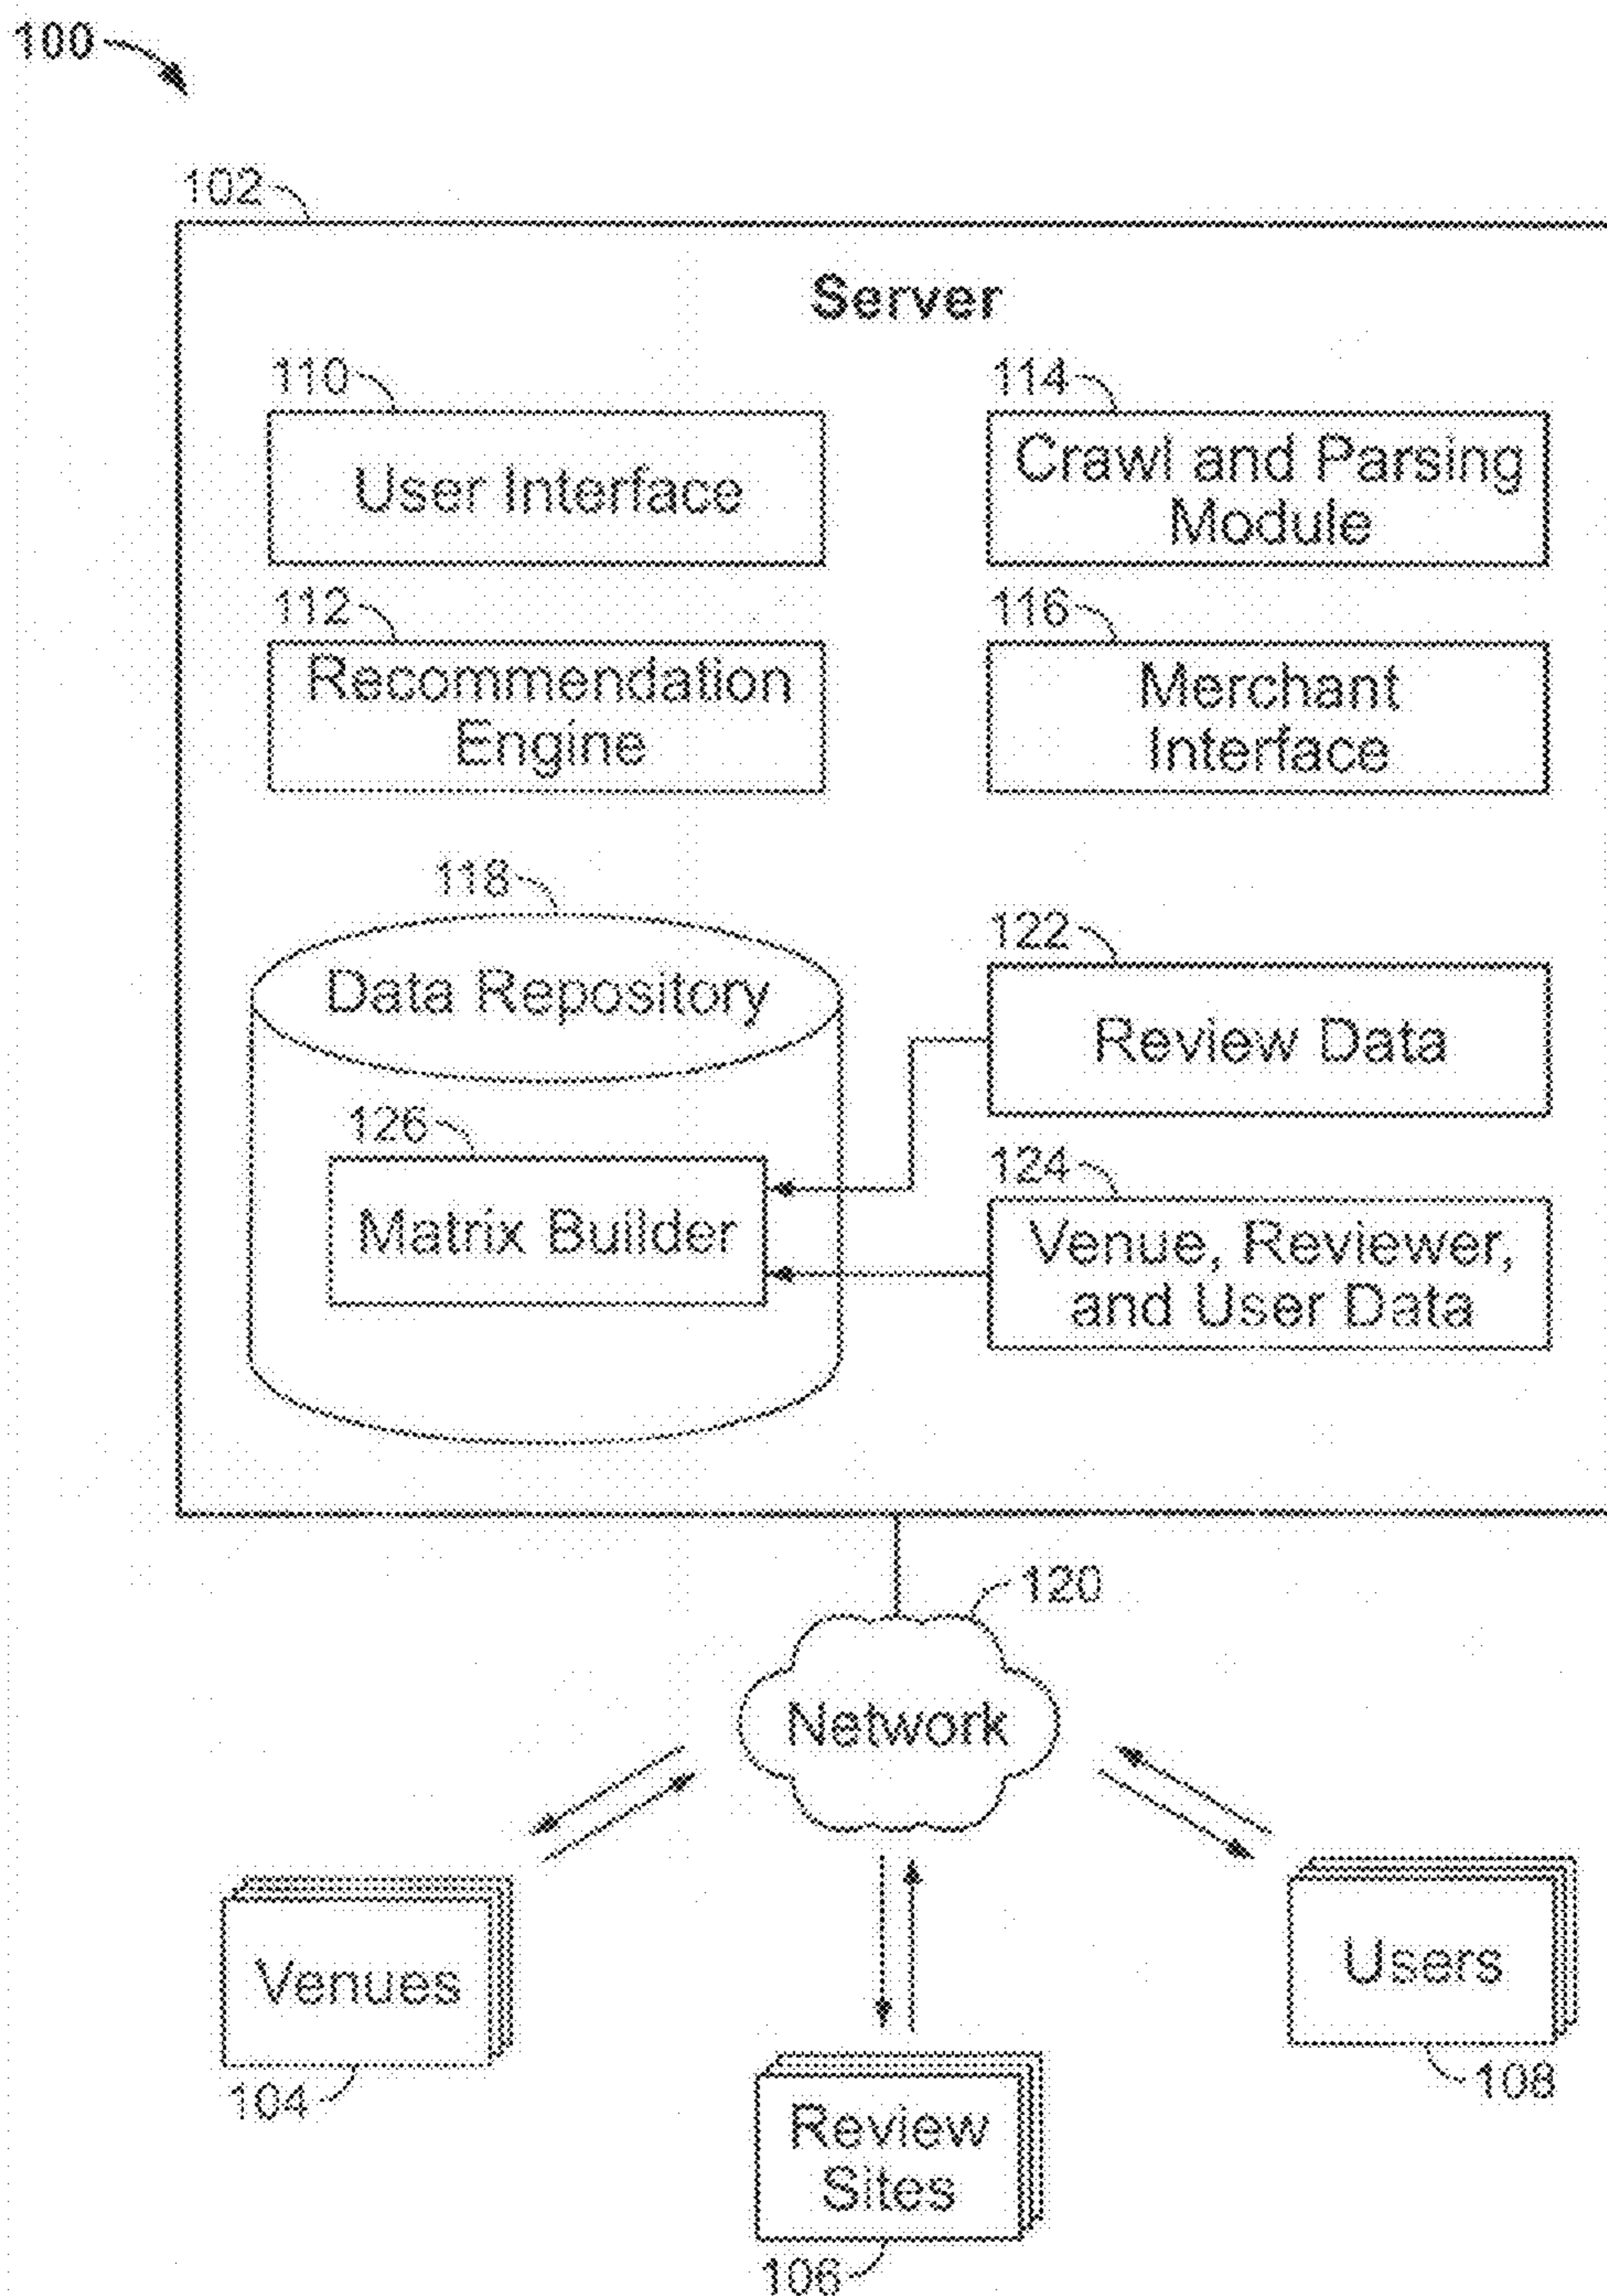 100
102
Server
110
User Interface
114
Crawl and Parsing
Module
112
Recommendation
Engine
116
Merchant
Interface
118
Data Repository
122
Review Data
126
Matrix Builder
124
Venue, Reviewer,
and User Data
120
Network
Venues
104
Users
108
Review
Sites
106